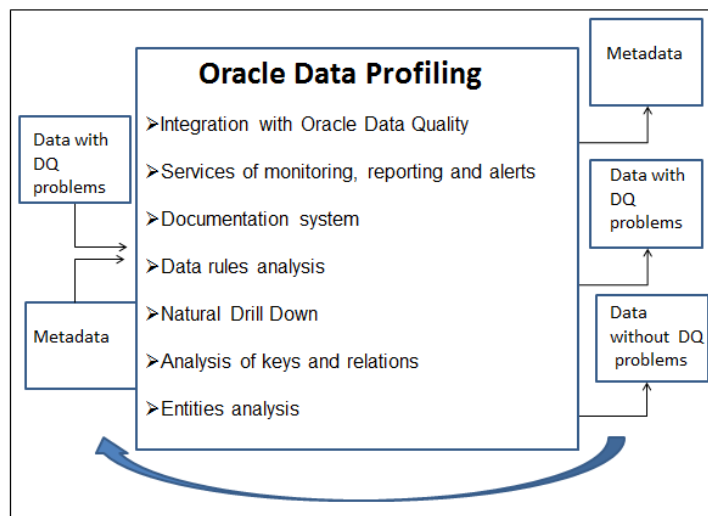 Oracle Data Profiling
➢Integration with Oracle Data Quality
➢Services of monitoring, reporting and alerts
➢Documentation system
➢Data rules analysis
➢Natural Drill Down
➢Analysis of keys and relations
➢Entities analysis
Data with
DQ
problems
Metadata
Metadata
Data with
DQ
problems
Data
without DQ
problems